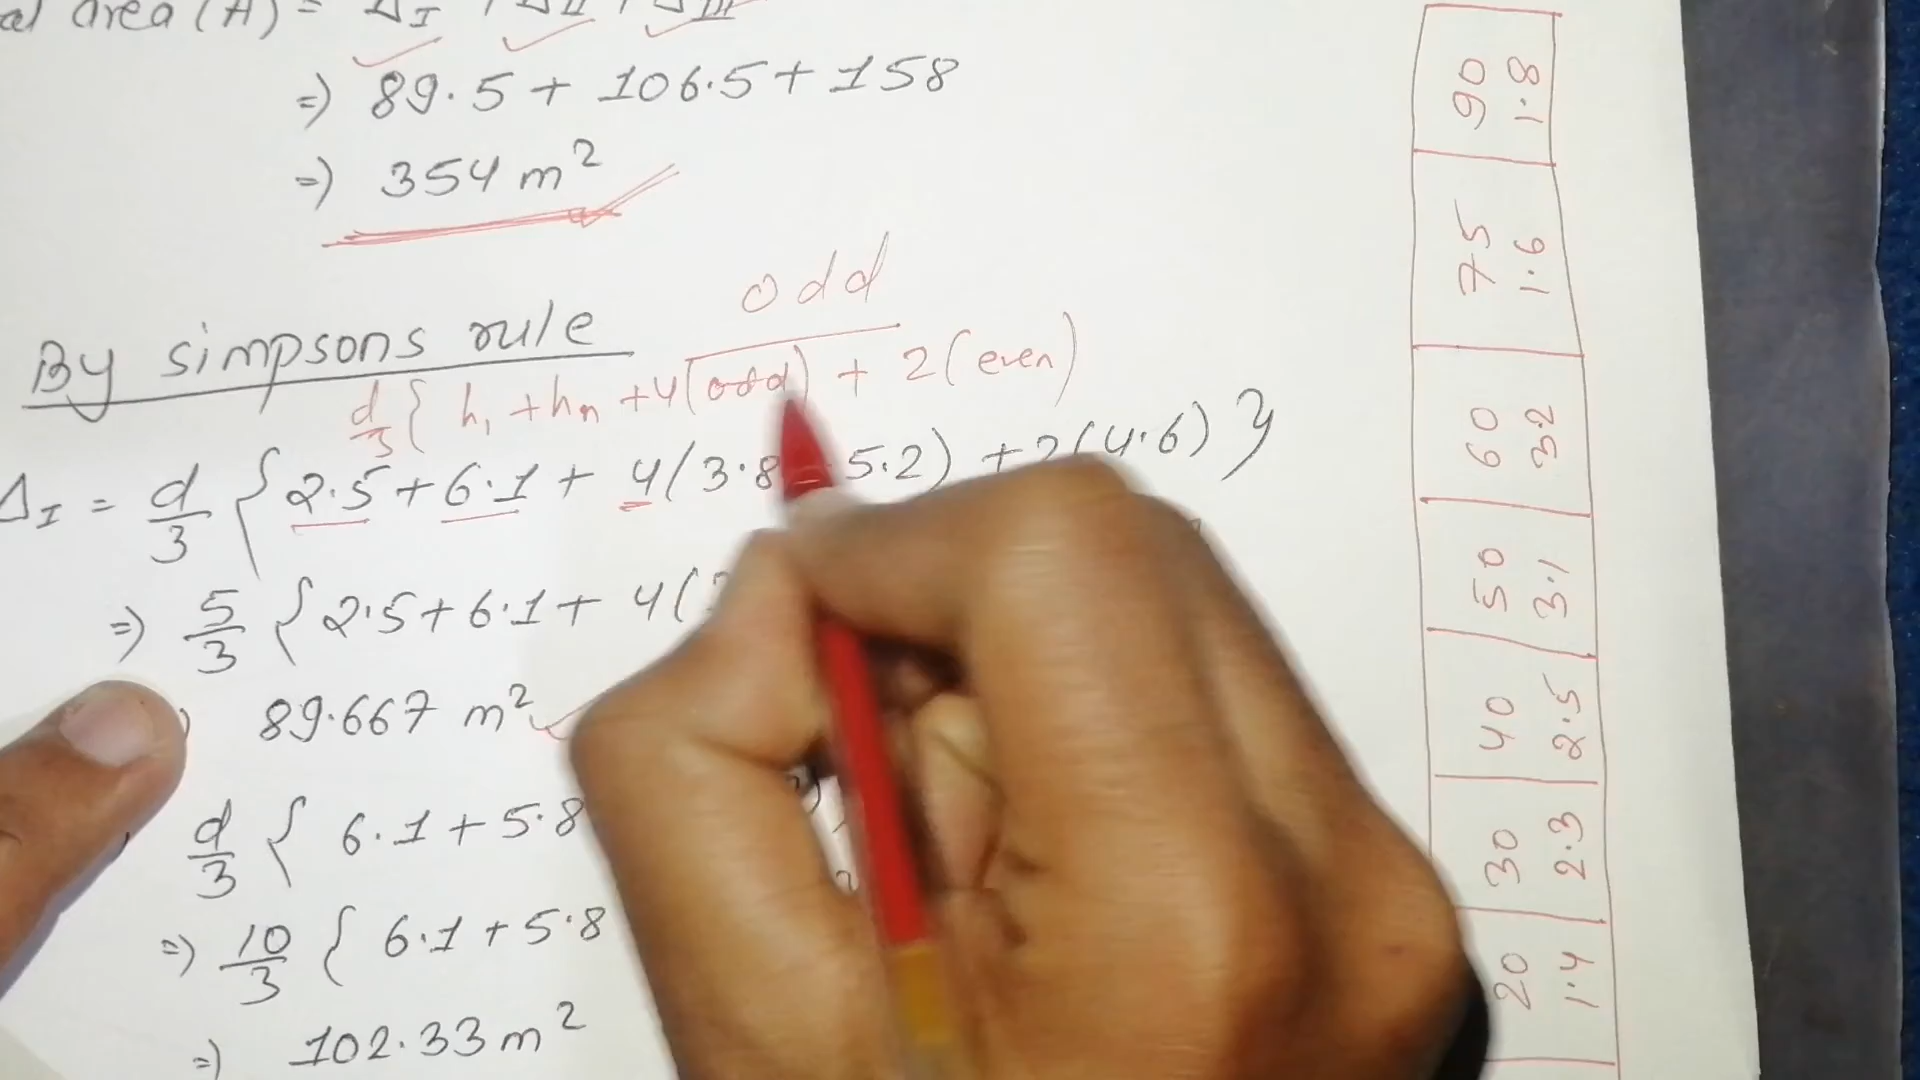 al area (A) = ΔI + ΔII + ΔIII
=) 89.5 + 106.5 + 158
=) 354 m²
odd
By simpsons rule
d/3 { h₁ + hn + 4(odd) + 2(even)
ΔI = d/3 { 2.5 + 6.1 + 4(3.8 5.2) + 2(4.6) }
=) 5/3 { 2.5 + 6.1 + 4(
89.667 m²
d/3 { 6.1 + 5.8
=) 10/3 { 6.1 + 5.8
=) 102.33 m²
20 30 40 50 60 75 90
1.4 2.3 2.5 3.1 3.2 1.6 1.8